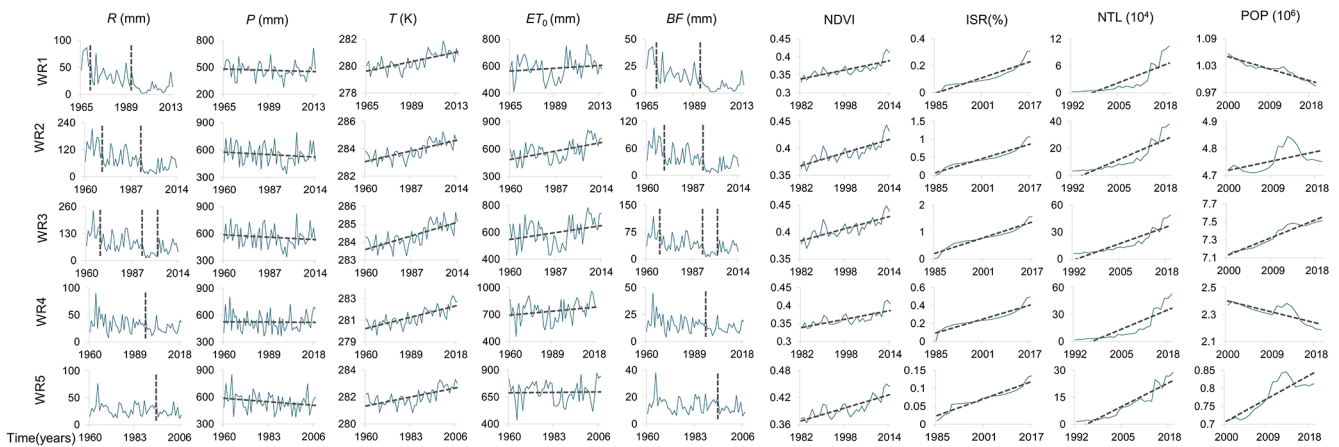 R (mm) P (mm) T (K) ET₀ (mm) BF (mm) NDVI ISR(%) NTL (10⁴) POP (10⁶)
WR1
100 800 282 800 50 0.45 0.4 12 1.09
50 500 280 600 25 0.4 0.2 6 1.03
0.35
0 200 278 400 0 0.3 0 0 0.97
1965 1989 2013 1965 1989 2013 1965 1989 2013 1965 1989 2013 1965 1989 2013 1982 1998 2014 1985 2001 2017 1992 2005 2018 2000 2009 2018
WR2
240 900 286 900 120 0.45 1.5 40 4.9
120 600 284 600 60 0.4 1 20 4.8
0.5
0 300 282 300 0 0.35 0 0 4.7
1960 1987 2014 1960 1987 2014 1960 1987 2014 1960 1987 2014 1960 1987 2014 1982 1998 2014 1985 2001 2017 1992 2005 2018 2000 2009 2018
WR3
260 900 286 800 150 0.45 2 60 7.7
285 7.5
130 600 600 75 0.4 1 30
284 7.3
0 300 283 400 0 0.35 0 0 7.1
1960 1987 2014 1960 1987 2014 1960 1987 2014 1960 1987 2014 1960 1987 2014 1982 1998 2014 1985 2001 2017 1992 2005 2018 2000 2009 2018
WR4
100 900 1000 50 0.45 0.6 60 2.5
283 0.4 0.4
50 600 281 700 25 30 2.3
0.35 0.2
0 300 279 400 0 0.3 0 0 2.1
1960 1989 2018 1960 1989 2018 1960 1989 2018 1960 1989 2018 1960 1989 2018 1982 1998 2014 1985 2001 2017 1992 2005 2018 2000 2009 2018
WR5
100 900 284 900 40 0.46 0.15 30 0.9
50 600 282 600 20 0.41 0.1 15 0.8
0.05
0 300 280 300 0 0.36 0 0 0.7
Time(years) 1960 1983 2006 1960 1983 2006 1960 1983 2006 1960 1983 2006 1960 1983 2006 1982 1998 2014 1985 2001 2017 1992 2005 2018 2000 2009 2018